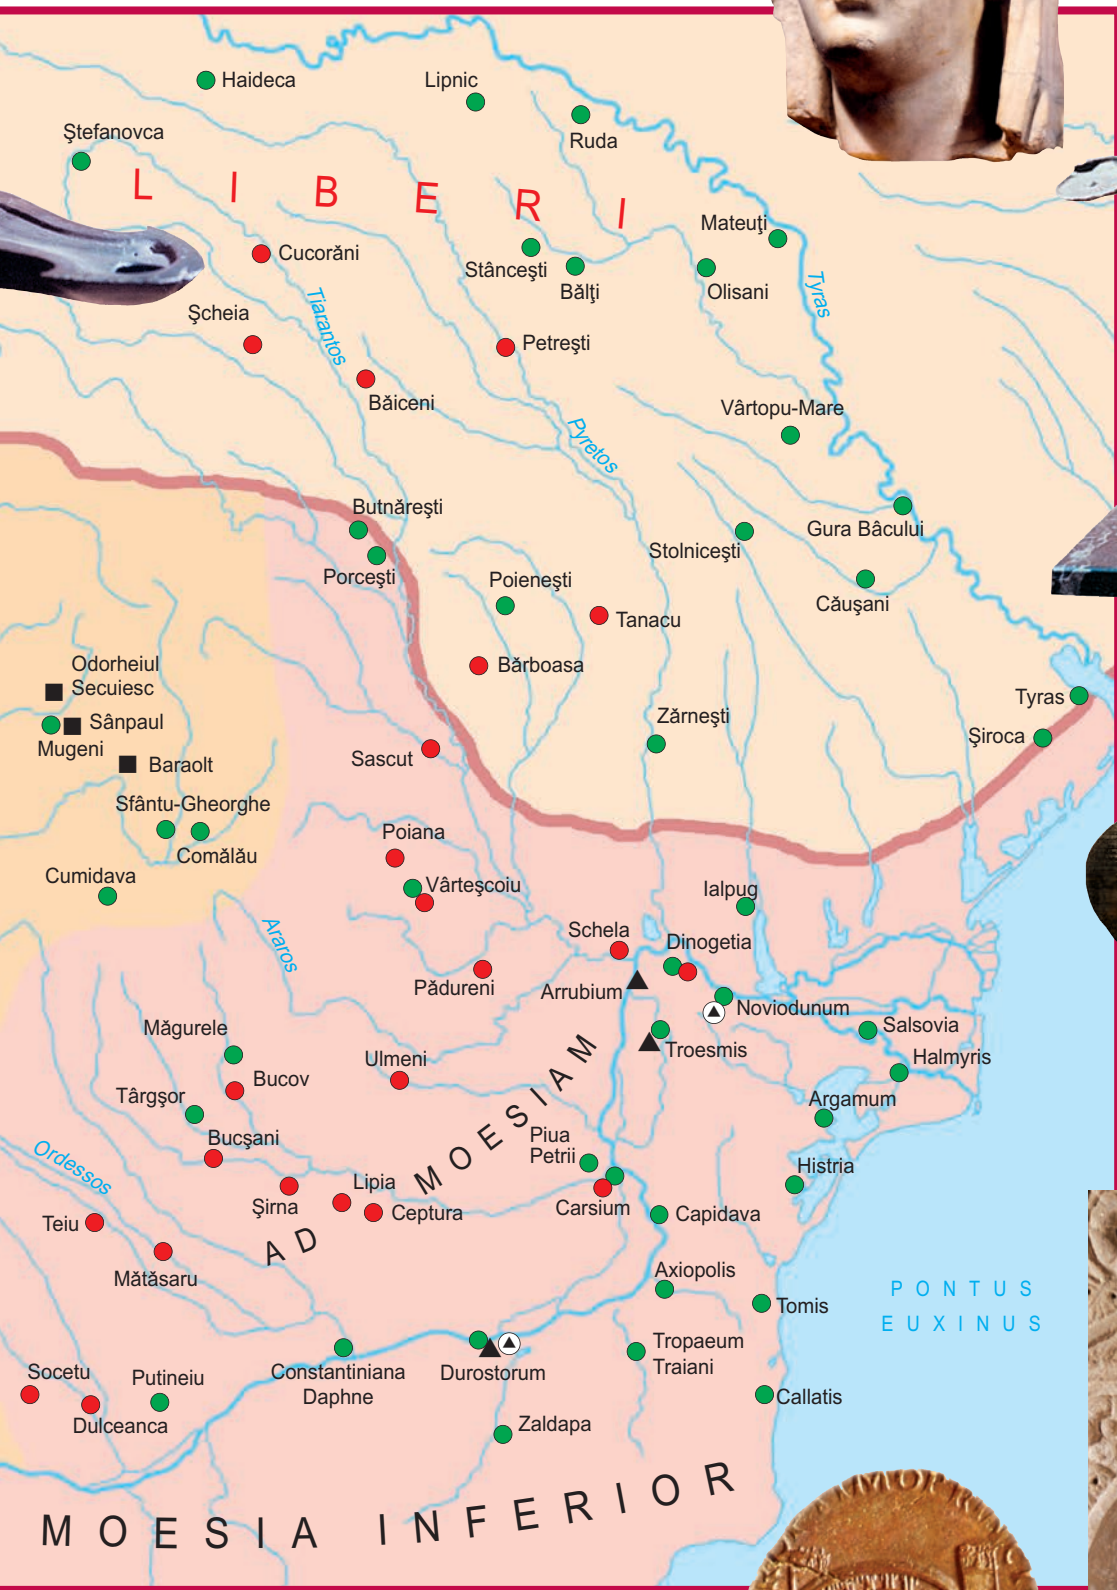 Haideca
Lipnic
Ruda
Ştefanovca
L I B E R I
Cucorăni
Mateuţi
Stânceşti
Bălţi
Olisani
Tyras
Şcheia
Tiarantos
Petreşti
Băiceni
Vârtopu-Mare
Pyretos
Butnăreşti
Gura Bâcului
Stolniceşti
Porceşti
Poieneşti
Căuşani
Tanacu
Odorheiul
Secuiesc
Bărboasa
Sânpaul
Mugeni
Tyras
Zărneşti
Şiroca
Sascut
Baraolt
Sfântu-Gheorghe
Comălău
Poiana
Cumidava
Vârteşcoiu
Ialpug
Araros
Schela
Dinogetia
Pădureni
Arrubium
Noviodunum
Salsovia
Măgurele
Troesmis
Halmyris
Ulmeni
Bucov
Târgşor
Argamum
Bucşani
Piua
Petrii
Ordessos
Histria
Lipia
Şirna
Ceptura
Carsium
Capidava
Teiu
AD MOESIAM
Mătăsaru
Axiopolis
PONTUS
EUXINUS
Tomis
Tropaeum
Traiani
Socetu
Putineiu
Constantiniana
Daphne
Durostorum
Callatis
Dulceanca
Zaldapa
MOESIA INFERIOR